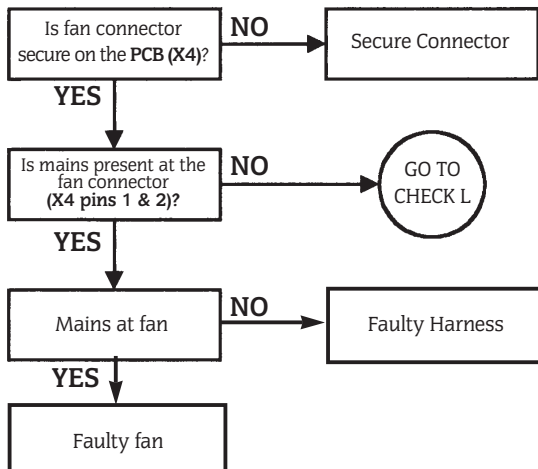 Is fan connector
secure on the PCB (X4)?
NO
Secure Connector
YES
Is mains present at the
fan connector
(X4 pins 1 & 2)?
NO
GO TO
CHECK L
YES
Mains at fan
NO
Faulty Harness
YES
Faulty fan